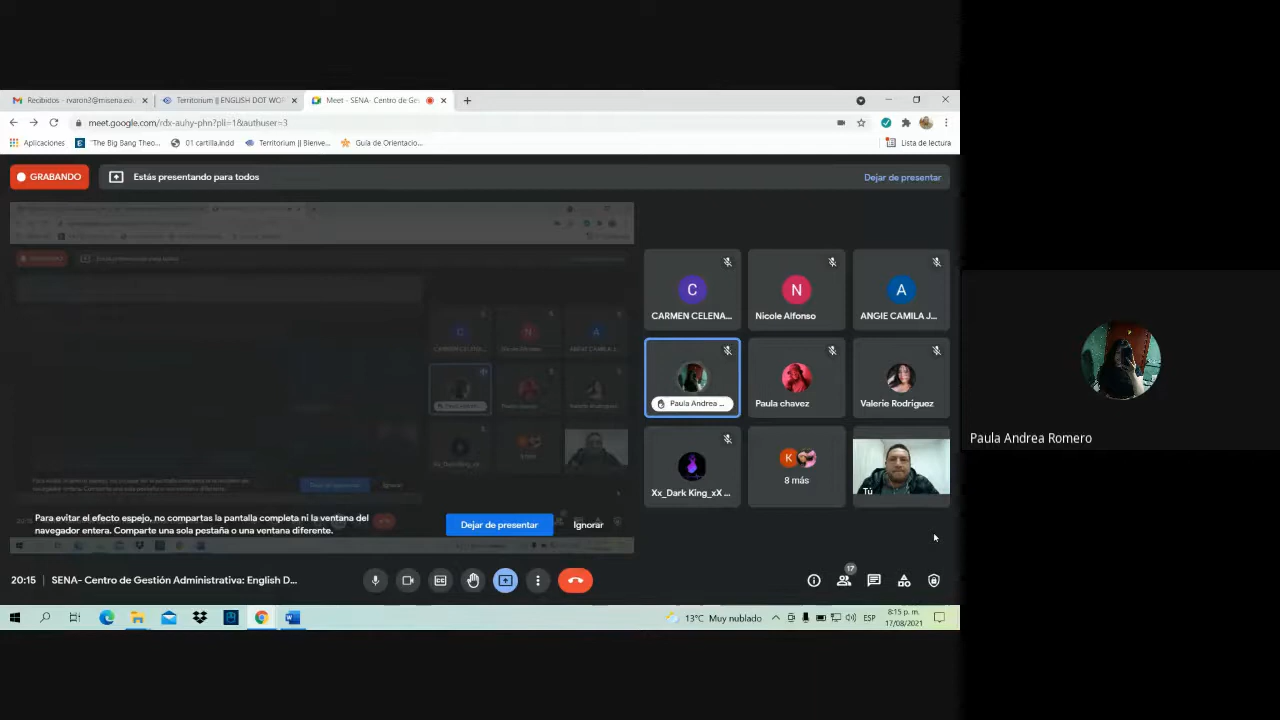 Recibidos - rvaron3@misena.edu
Territorium || ENGLISH DOT WOR
Meet - SENA- Centro de Ges
meet.google.com/rdx-auhy-phn?pli=1&authuser=3
Aplicaciones
"The Big Bang Theo...
01 cartilla.indd
Territorium || Bienve...
Guía de Orientacio...
Lista de lectura
GRABANDO
Estás presentando para todos
Dejar de presentar
C
CARMEN CELENA...
N
Nicole Alfonso
A
ANGIE CAMILA J...
Paula Andrea ...
Paula chavez
Valerie Rodriguez
Xx_Dark King_xX ...
K
8 más
Tú
Paula Andrea Romero
Para evitar el efecto espejo, no compartas la pantalla completa ni la ventana del
navegador entera. Comparte una sola pestaña o una ventana diferente.
Dejar de presentar
Ignorar
20:15
SENA- Centro de Gestión Administrativa: English D...
17
13°C Muy nublado
ESP
8:15 p. m.
17/08/2021